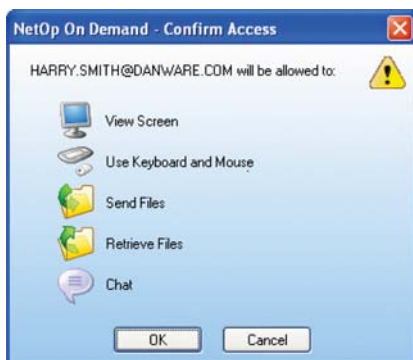 NetOp On Demand - Confirm Access
HARRY.SMITH@DANWARE.COM will be allowed to:
View Screen
Use Keyboard and Mouse
Send Files
Retrieve Files
Chat
OK Cancel